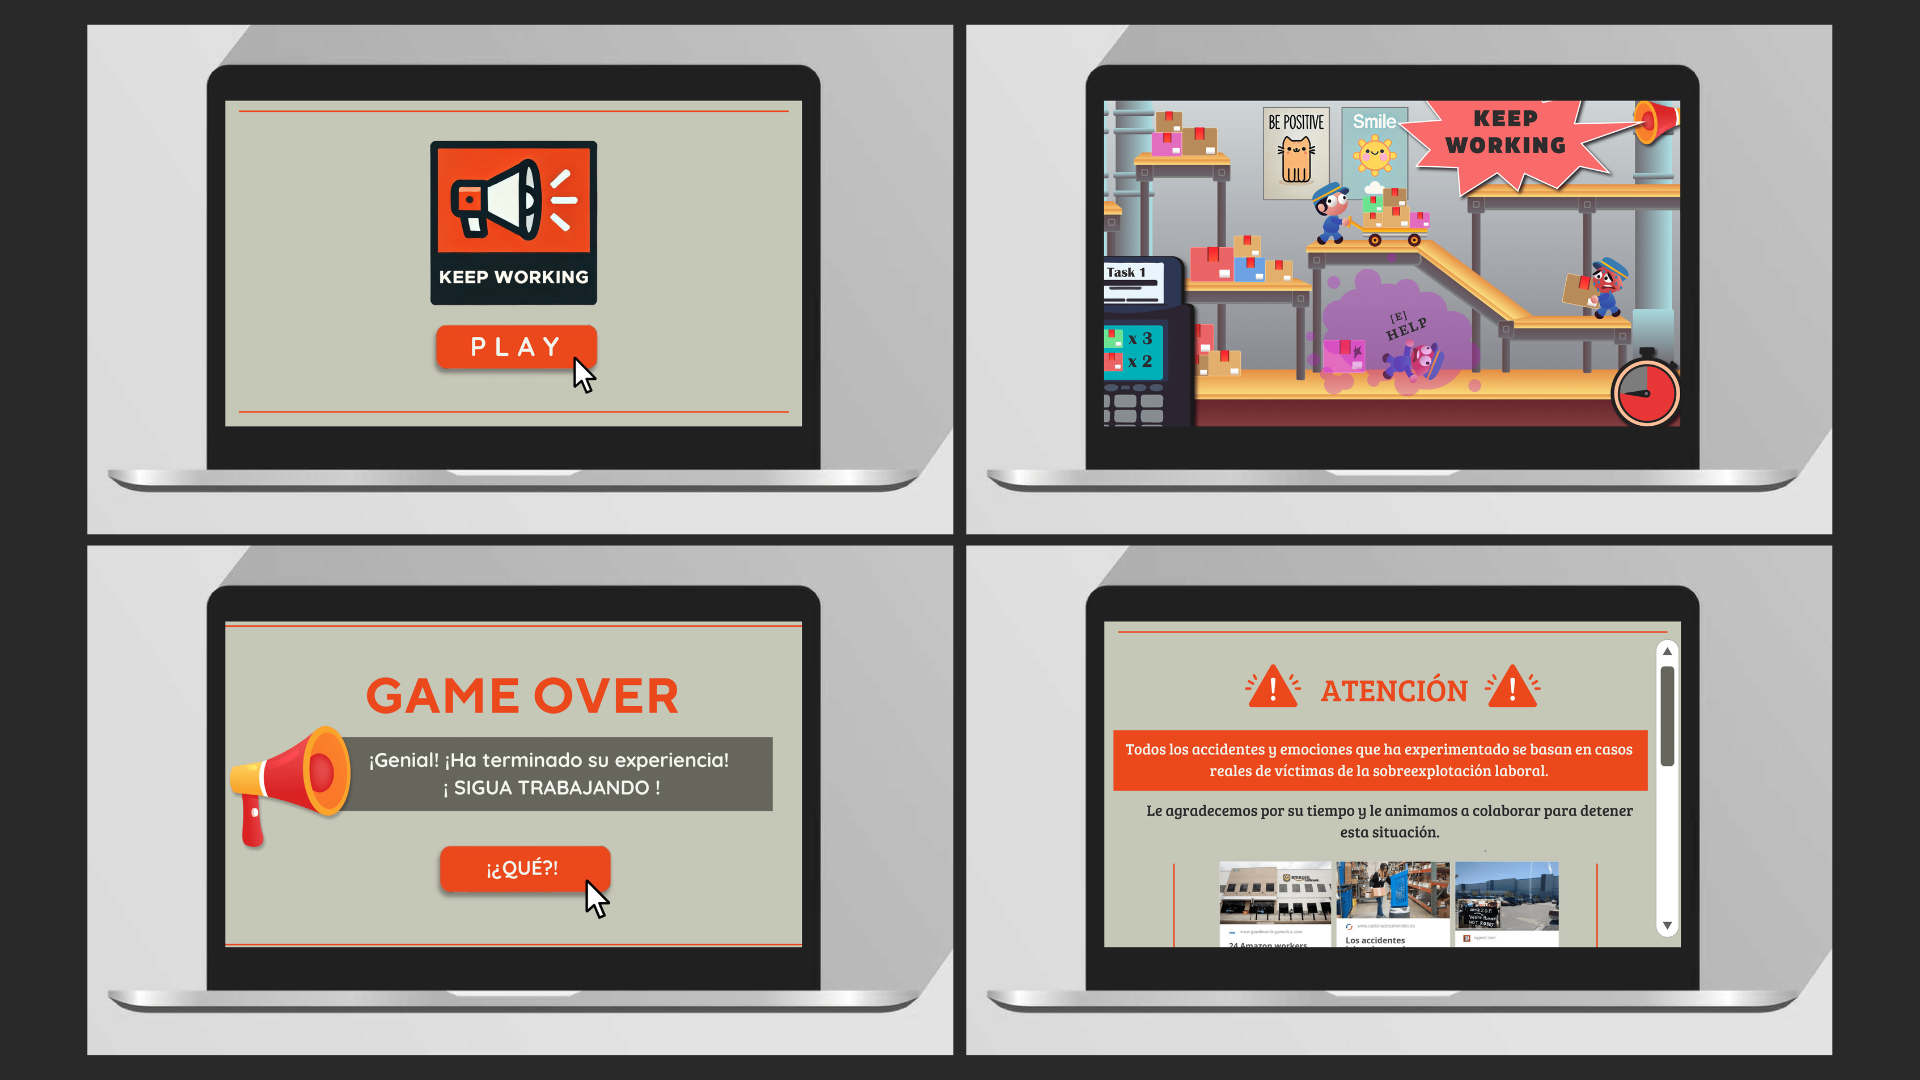 KEEP WORKING
PLAY
BE POSITIVE
Smile
KEEP
WORKING
Task 1
[E]
HELP
x 3
x 2
GAME OVER
¡Genial! ¡Ha terminado su experiencia!
¡ SIGUA TRABAJANDO !
¡¿QUÉ?!
ATENCIÓN
Todos los accidentes y emociones que ha experimentado se basan en casos
reales de víctimas de la sobreexplotación laboral.
Le agradecemos por su tiempo y le animamos a colaborar para detener
esta situación.
24 Amazon workers
Los accidentes